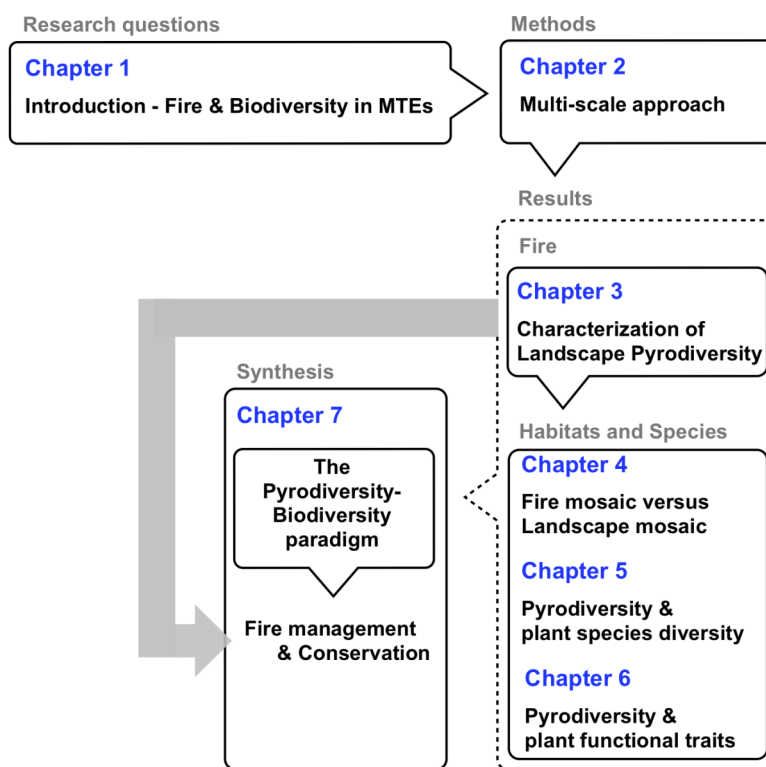 Research questions
Chapter 1
Introduction - Fire & Biodiversity in MTEs
Methods
Chapter 2
Multi-scale approach
Results
Fire
Chapter 3
Characterization of
Landscape Pyrodiversity
Habitats and Species
Chapter 4
Fire mosaic versus
Landscape mosaic
Chapter 5
Pyrodiversity &
plant species diversity
Chapter 6
Pyrodiversity &
plant functional traits
Synthesis
Chapter 7
The
Pyrodiversity-
Biodiversity
paradigm
Fire management
& Conservation